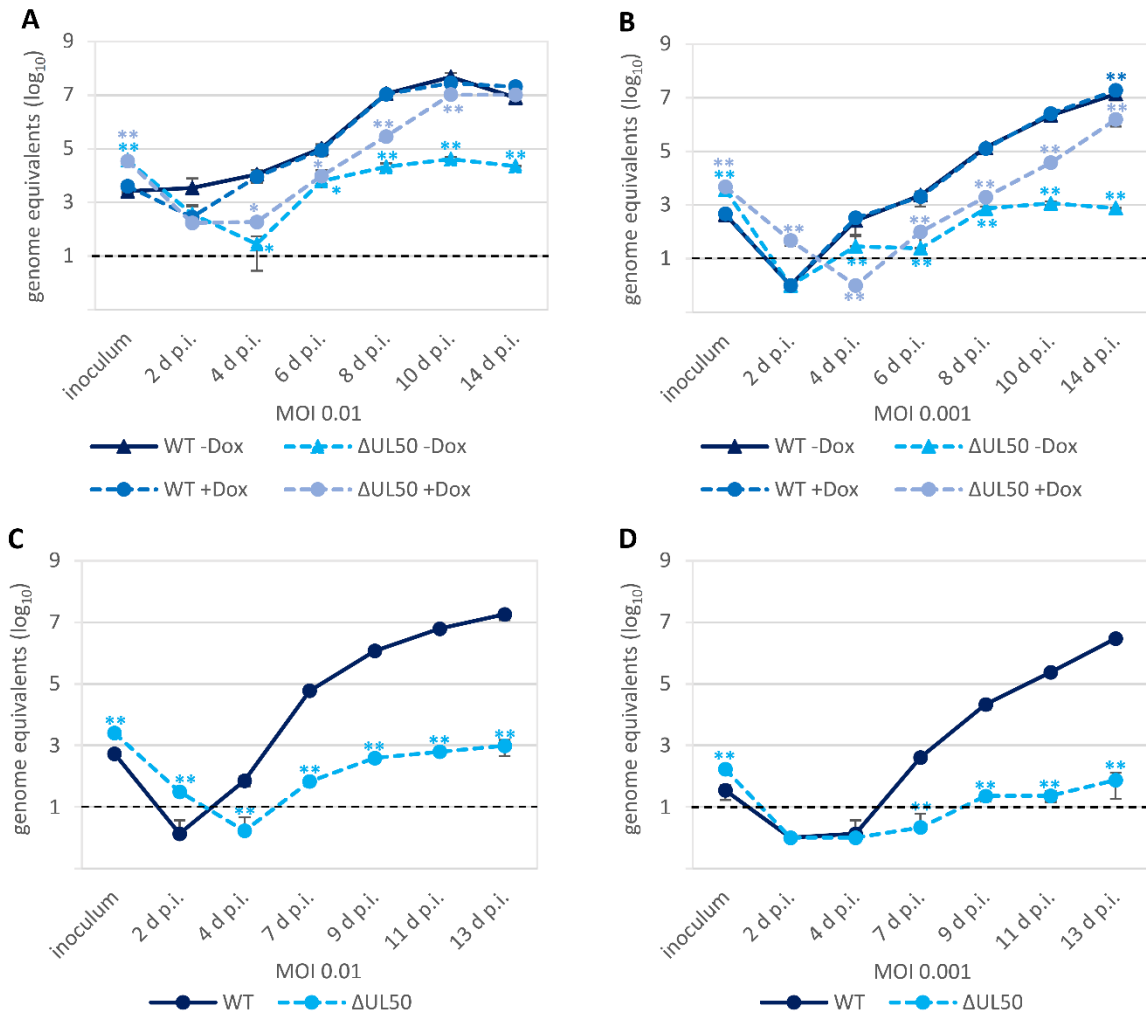 A
genome equivalents (log10)
9
7
5
3
1
** ** * * * * ** ** ** ** **
inoculum
2 d p.i.
4 d p.i.
6 d p.i.
8 d p.i.
10 d p.i.
14 d p.i.
MOI 0.01
WT -Dox
ΔUL50 -Dox
WT +Dox
ΔUL50 +Dox
B
genome equivalents (log10)
9
7
5
3
1
** ** ** ** ** ** ** ** ** ** ** ** ** **
inoculum
2 d p.i.
4 d p.i.
6 d p.i.
8 d p.i.
10 d p.i.
14 d p.i.
MOI 0.001
WT -Dox
ΔUL50 -Dox
WT +Dox
ΔUL50 +Dox
C
genome equivalents (log10)
9
7
5
3
1
** ** ** ** ** ** **
inoculum
2 d p.i.
4 d p.i.
7 d p.i.
9 d p.i.
11 d p.i.
13 d p.i.
MOI 0.01
WT
ΔUL50
D
genome equivalents (log10)
9
7
5
3
1
** ** ** ** **
inoculum
2 d p.i.
4 d p.i.
7 d p.i.
9 d p.i.
11 d p.i.
13 d p.i.
MOI 0.001
WT
ΔUL50